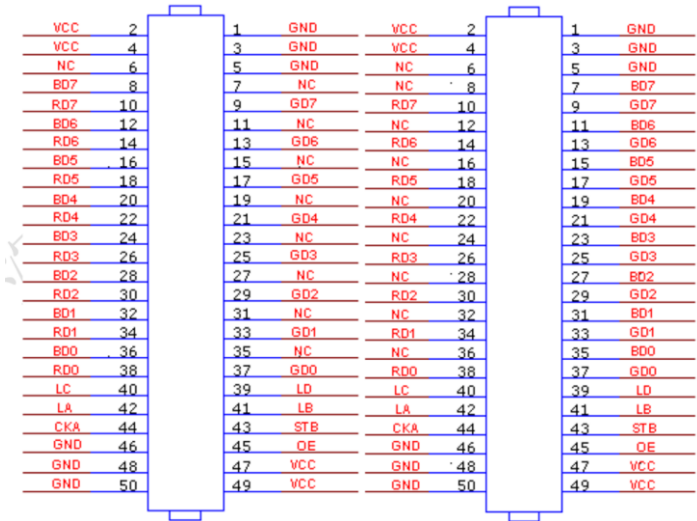 VCC 2 1 GND VCC 2 1 GND
VCC 4 3 GND VCC 4 3 GND
NC 6 5 GND NC 6 5 GND
BD7 8 7 NC NC 8 7 BD7
RD7 10 9 GD7 RD7 10 9 GD7
BD6 12 11 NC NC 12 11 BD6
RD6 14 13 GD6 RD6 14 13 GD6
BD5 16 15 NC NC 16 15 BD5
RD5 18 17 GD5 RD5 18 17 GD5
BD4 20 19 NC NC 20 19 BD4
RD4 22 21 GD4 RD4 22 21 GD4
BD3 24 23 NC NC 24 23 BD3
RD3 26 25 GD3 RD3 26 25 GD3
BD2 28 27 NC NC 28 27 BD2
RD2 30 29 GD2 RD2 30 29 GD2
BD1 32 31 NC NC 32 31 BD1
RD1 34 33 GD1 RD1 34 33 GD1
BD0 36 35 NC NC 36 35 BD0
RD0 38 37 GD0 RD0 38 37 GD0
LC 40 39 LD LC 40 39 LD
LA 42 41 LB LA 42 41 LB
CKA 44 43 STB CKA 44 43 STB
GND 46 45 OE GND 46 45 OE
GND 48 47 VCC GND 48 47 VCC
GND 50 49 VCC GND 50 49 VCC